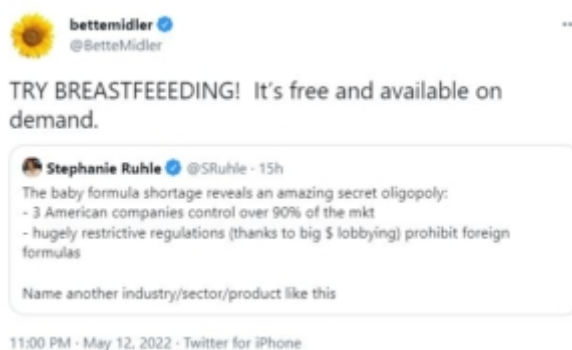 bettemidler
@BetteMidler
TRY BREASTFEEEDING! It's free and available on
demand.
Stephanie Ruhle @SRuhle · 15h
The baby formula shortage reveals an amazing secret oligopoly:
- 3 American companies control over 90% of the mkt
- hugely restrictive regulations (thanks to big $ lobbying) prohibit foreign
formulas
Name another industry/sector/product like this
11:00 PM · May 12, 2022 · Twitter for iPhone